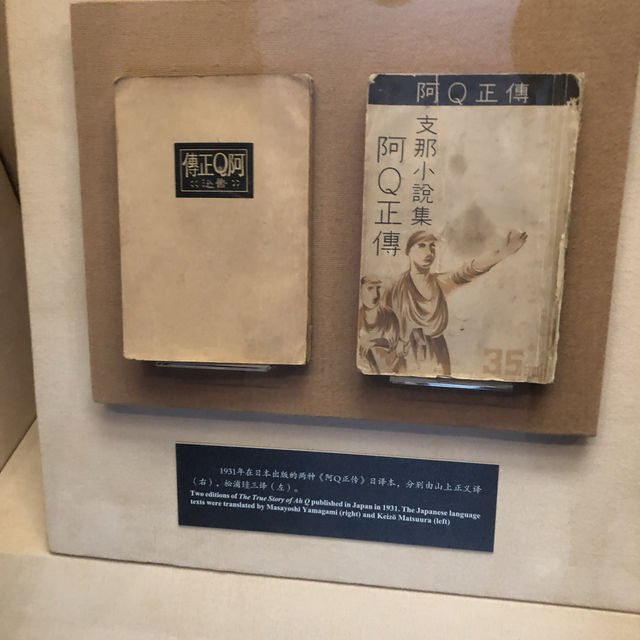 阿Q正傳
魯迅
阿Q正傳
支那小說集
阿Q正傳
35
1931年在日本出版的两种《阿Q正传》日译本，分别由山上正义译
（右），松浦珪三译（左）。
Two editions of The True Story of Ah Q published in Japan in 1931. The Japanese language
texts were translated by Masayoshi Yamagami (right) and Keizō Matsuura (left)